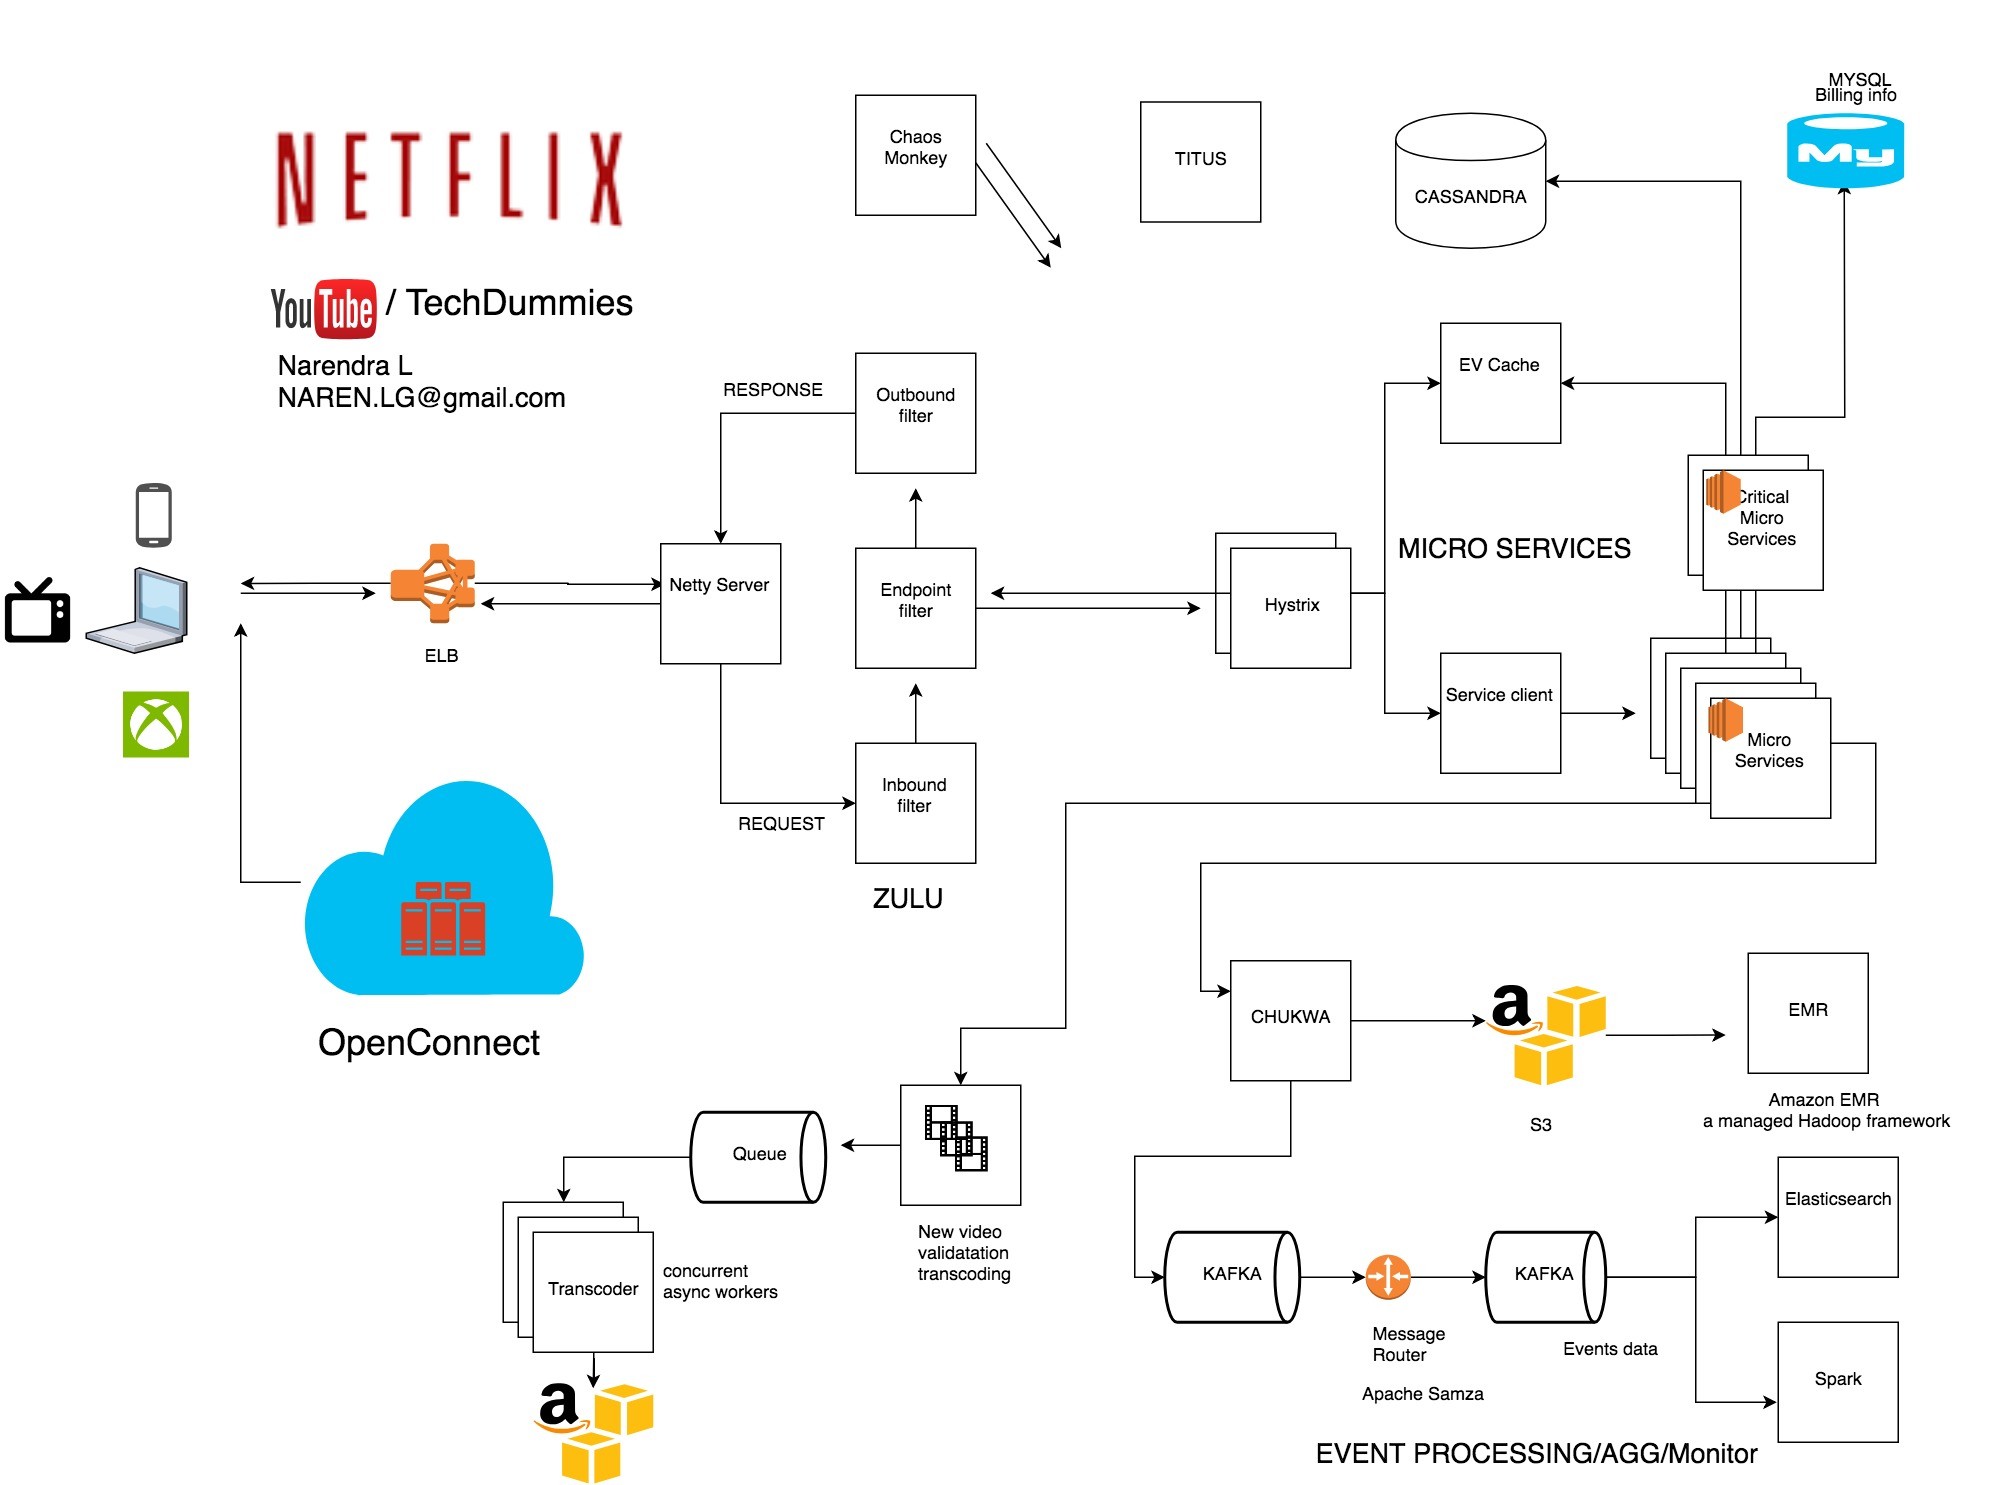 MYSQL
Billing info
My
Chaos
Monkey
TITUS
CASSANDRA
NETFLIX
YouTube / TechDummies
Narendra L
NAREN.LG@gmail.com
RESPONSE
Outbound
filter
EV Cache
Critical
Micro
Services
MICRO SERVICES
Netty Server
Endpoint
filter
Hystrix
ELB
Service client
Micro
Services
Inbound
filter
REQUEST
ZULU
OpenConnect
CHUKWA
a
S3
EMR
Amazon EMR
a managed Hadoop framework
Queue
New video
validatation
transcoding
Transcoder
concurrent
async workers
a
KAFKA
Message
Router
Apache Samza
KAFKA
Events data
Elasticsearch
Spark
EVENT PROCESSING/AGG/Monitor